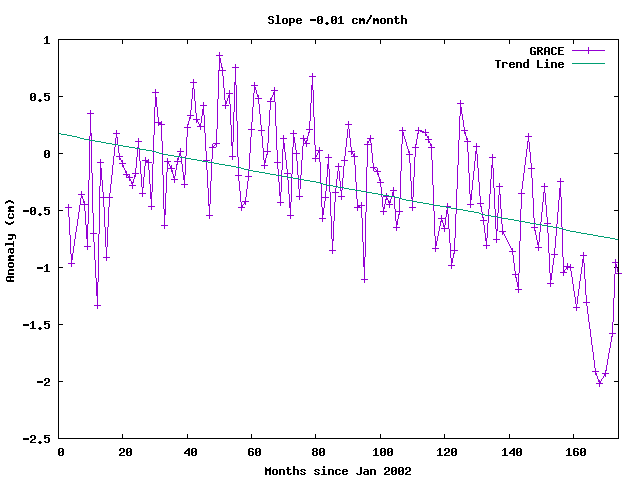 Slope -0.01 cm/month
GRACE
Trend Line
1
0.5
0
-0.5
-1
-1.5
-2
-2.5
Anomaly (cm)
0 20 40 60 80 100 120 140 160
Months since Jan 2002